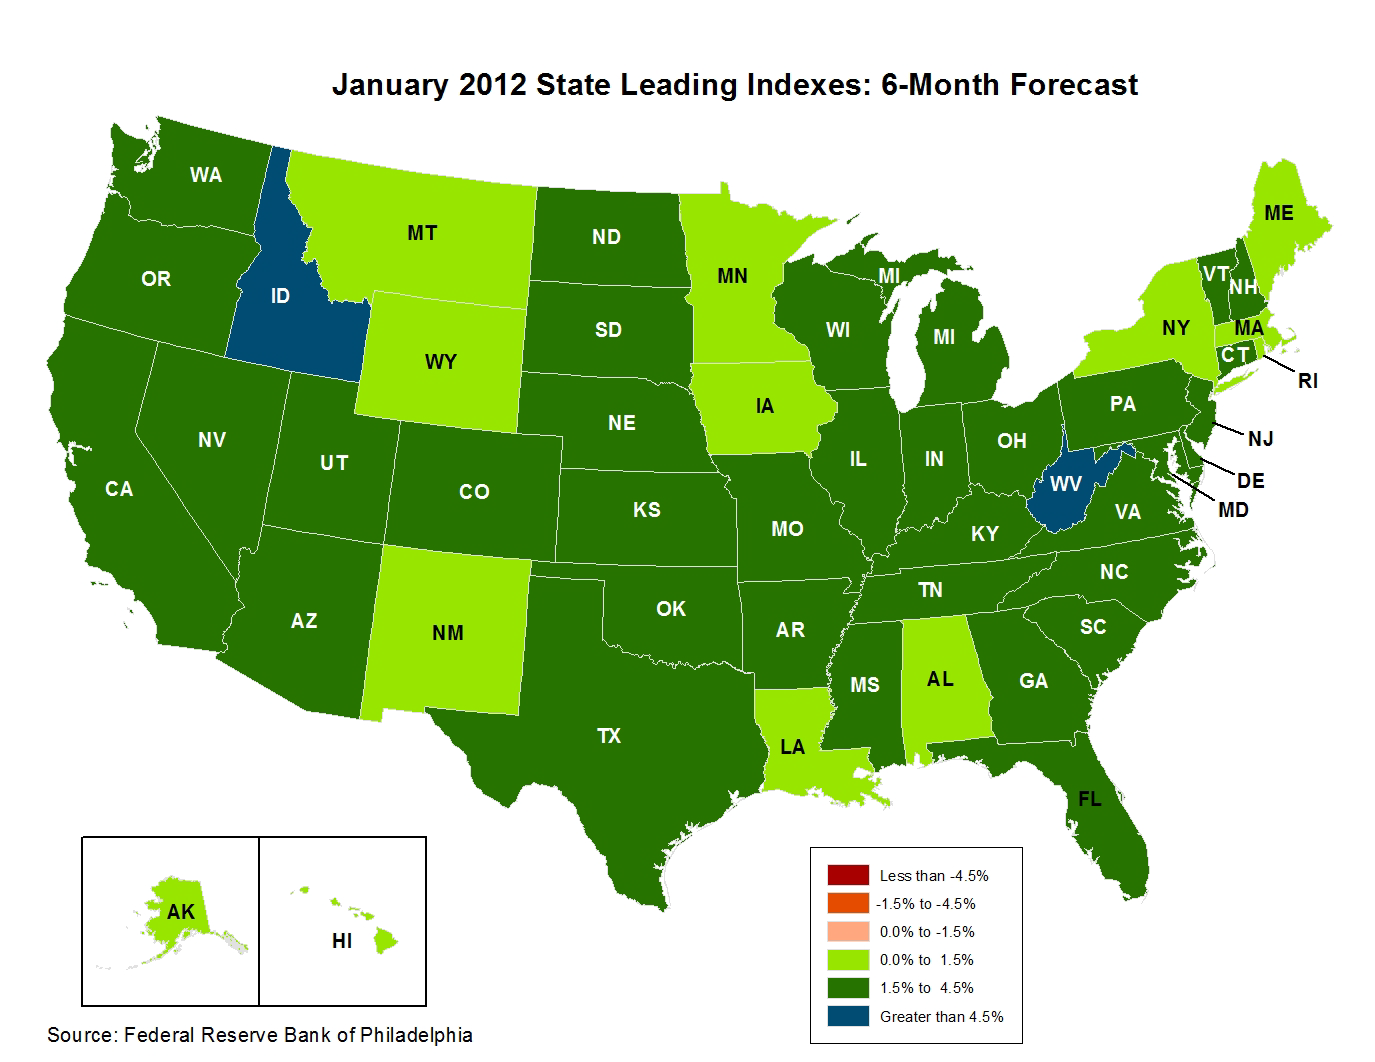 January 2012 State Leading Indexes: 6-Month Forecast
WA
MT
ND
MN
ME
OR
ID
SD
WI
MI
MI
VT
NH
NY
MA
CT
RI
WY
IA
NE
PA
NJ
NV
UT
CO
IL
IN
OH
DE
MD
CA
KS
MO
WV
VA
KY
AZ
NM
OK
AR
TN
NC
SC
TX
LA
MS
AL
GA
FL
AK
HI
Less than -4.5%
-1.5% to -4.5%
0.0% to -1.5%
0.0% to 1.5%
1.5% to 4.5%
Greater than 4.5%
Source: Federal Reserve Bank of Philadelphia